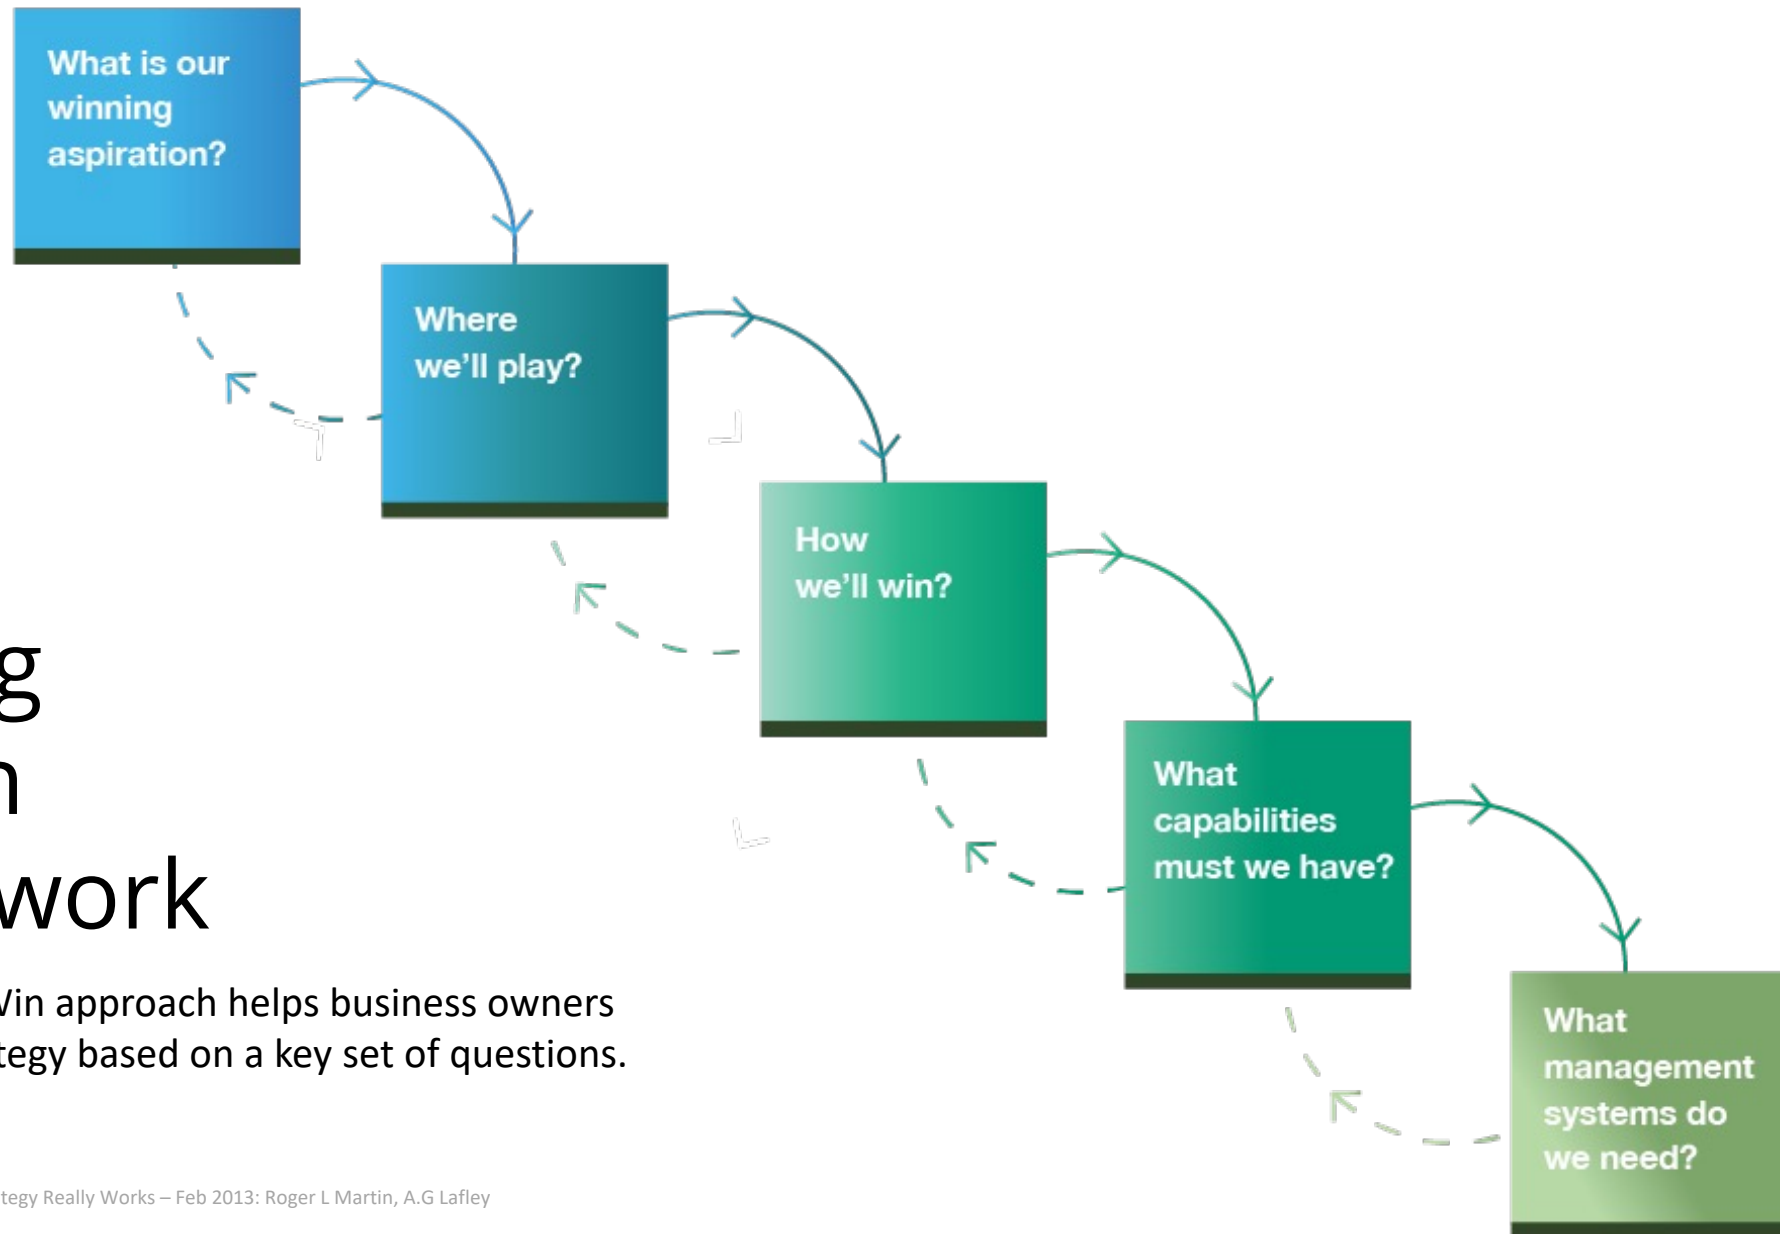 What is our
winning
aspiration?
Where
we'll play?
How
we'll win?
What
capabilities
must we have?
What
management
systems do
we need?
g
n
work
Win approach helps business owners
tegy based on a key set of questions.
tegy Really Works – Feb 2013: Roger L Martin, A.G Lafley